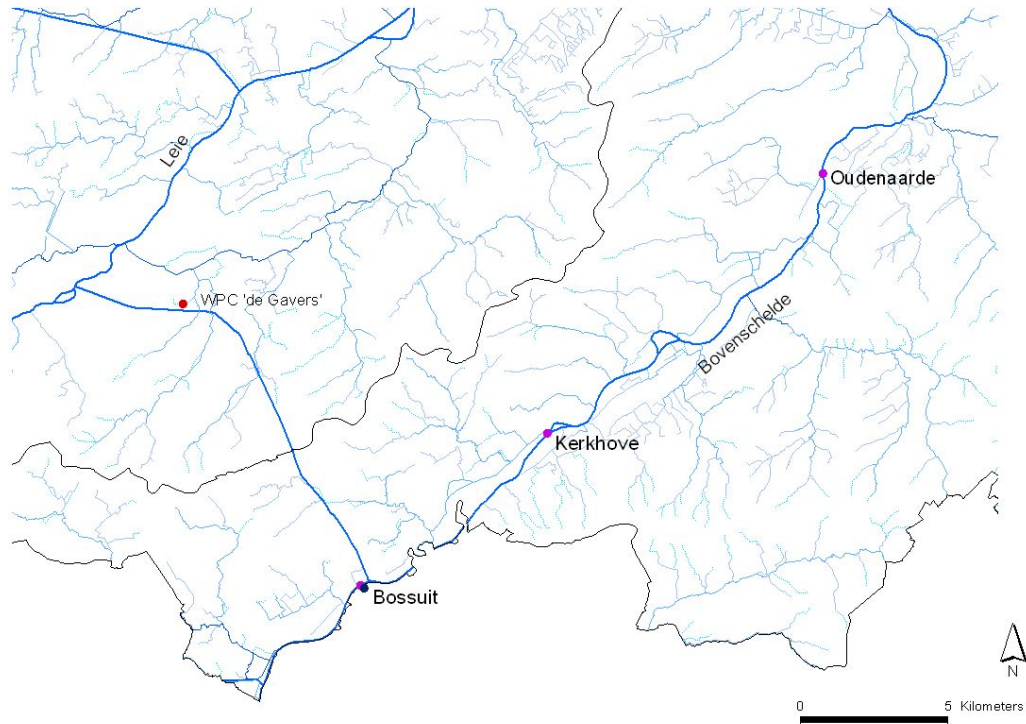 Leie
Oudenaarde
WPC 'de Gavers'
Bovenschelde
Kerkhove
Bossuit
N
0 5 Kilometers